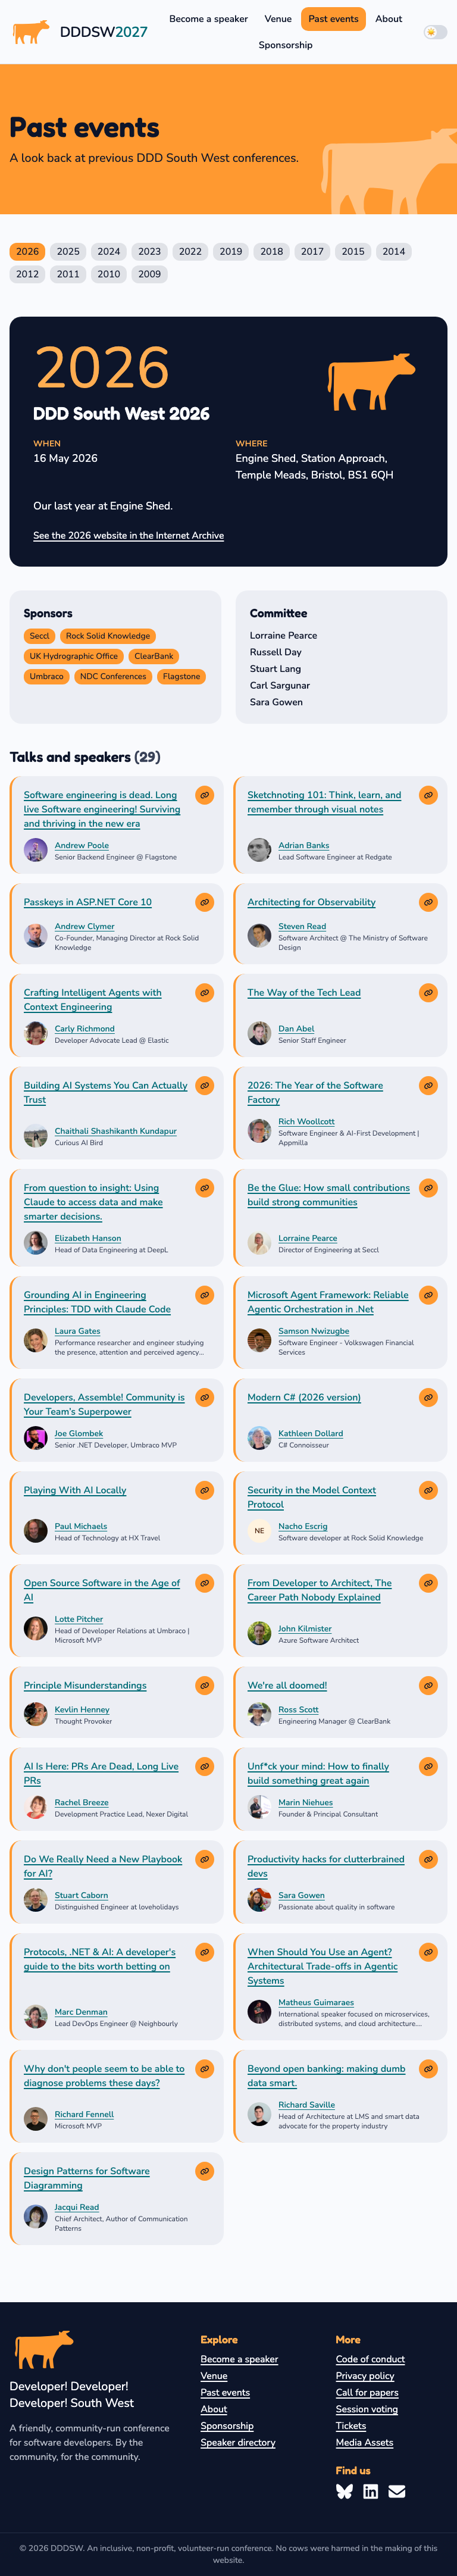 DDDSW2027
Become a speaker
Venue
Past events
About
Sponsorship
Past events
A look back at previous DDD South West conferences.
2026 2025 2024 2023 2022 2019 2018 2017 2015 2014
2012 2011 2010 2009
2026
DDD South West 2026
WHEN
16 May 2026
WHERE
Engine Shed, Station Approach,
Temple Meads, Bristol, BS1 6QH
Our last year at Engine Shed.
See the 2026 website in the Internet Archive
Sponsors
Seccl Rock Solid Knowledge
UK Hydrographic Office ClearBank
Umbraco NDC Conferences Flagstone
Committee
Lorraine Pearce
Russell Day
Stuart Lang
Carl Sargunar
Sara Gowen
Talks and speakers (29)
Software engineering is dead. Long
live Software engineering! Surviving
and thriving in the new era
Andrew Poole
Senior Backend Engineer @ Flagstone
Sketchnoting 101: Think, learn, and
remember through visual notes
Adrian Banks
Lead Software Engineer at Redgate
Passkeys in ASP.NET Core 10
Andrew Clymer
Co-Founder, Managing Director at Rock Solid
Knowledge
Architecting for Observability
Steven Read
Software Architect @ The Ministry of Software
Design
Crafting Intelligent Agents with
Context Engineering
Carly Richmond
Developer Advocate Lead @ Elastic
The Way of the Tech Lead
Dan Abel
Senior Staff Engineer
Building AI Systems You Can Actually
Trust
Chaithali Shashikanth Kundapur
Curious AI Bird
2026: The Year of the Software
Factory
Rich Woollcott
Software Engineer & AI-First Development |
Appmilla
From question to insight: Using
Claude to access data and make
smarter decisions.
Elizabeth Hanson
Head of Data Engineering at DeepL
Be the Glue: How small contributions
build strong communities
Lorraine Pearce
Director of Engineering at Seccl
Grounding AI in Engineering
Principles: TDD with Claude Code
Laura Gates
Performance researcher and engineer studying
the presence, attention and perceived agency...
Microsoft Agent Framework: Reliable
Agentic Orchestration in .Net
Samson Nwizugbe
Software Engineer - Volkswagen Financial
Services
Developers, Assemble! Community is
Your Team's Superpower
Joe Glombek
Senior .NET Developer, Umbraco MVP
Modern C# (2026 version)
Kathleen Dollard
C# Connoisseur
Playing With AI Locally
Paul Michaels
Head of Technology at HX Travel
Security in the Model Context
Protocol
NE
Nacho Escrig
Software developer at Rock Solid Knowledge
Open Source Software in the Age of
AI
Lotte Pitcher
Head of Developer Relations at Umbraco |
Microsoft MVP
From Developer to Architect, The
Career Path Nobody Explained
John Kilmister
Azure Software Architect
Principle Misunderstandings
Kevlin Henney
Thought Provoker
We're all doomed!
Ross Scott
Engineering Manager @ ClearBank
AI Is Here: PRs Are Dead, Long Live
PRs
Rachel Breeze
Development Practice Lead, Nexer Digital
Unf*ck your mind: How to finally
build something great again
Marin Niehues
Founder & Principal Consultant
Do We Really Need a New Playbook
for AI?
Stuart Caborn
Distinguished Engineer at loveholidays
Productivity hacks for clutterbrained
devs
Sara Gowen
Passionate about quality in software
Protocols, .NET & AI: A developer's
guide to the bits worth betting on
Marc Denman
Lead DevOps Engineer @ Neighbourly
When Should You Use an Agent?
Architectural Trade-offs in Agentic
Systems
Matheus Guimaraes
International speaker focused on microservices,
distributed systems, and cloud architecture....
Why don't people seem to be able to
diagnose problems these days?
Richard Fennell
Microsoft MVP
Beyond open banking: making dumb
data smart.
Richard Saville
Head of Architecture at LMS and smart data
advocate for the property industry
Design Patterns for Software
Diagramming
Jacqui Read
Chief Architect, Author of Communication
Patterns
Developer! Developer!
Developer! South West
A friendly, community-run conference
for software developers. By the
community, for the community.
Explore
Become a speaker
Venue
Past events
About
Sponsorship
Speaker directory
More
Code of conduct
Privacy policy
Call for papers
Session voting
Tickets
Media Assets
Find us
© 2026 DDDSW. An inclusive, non-profit, volunteer-run conference. No cows were harmed in the making of this
website.